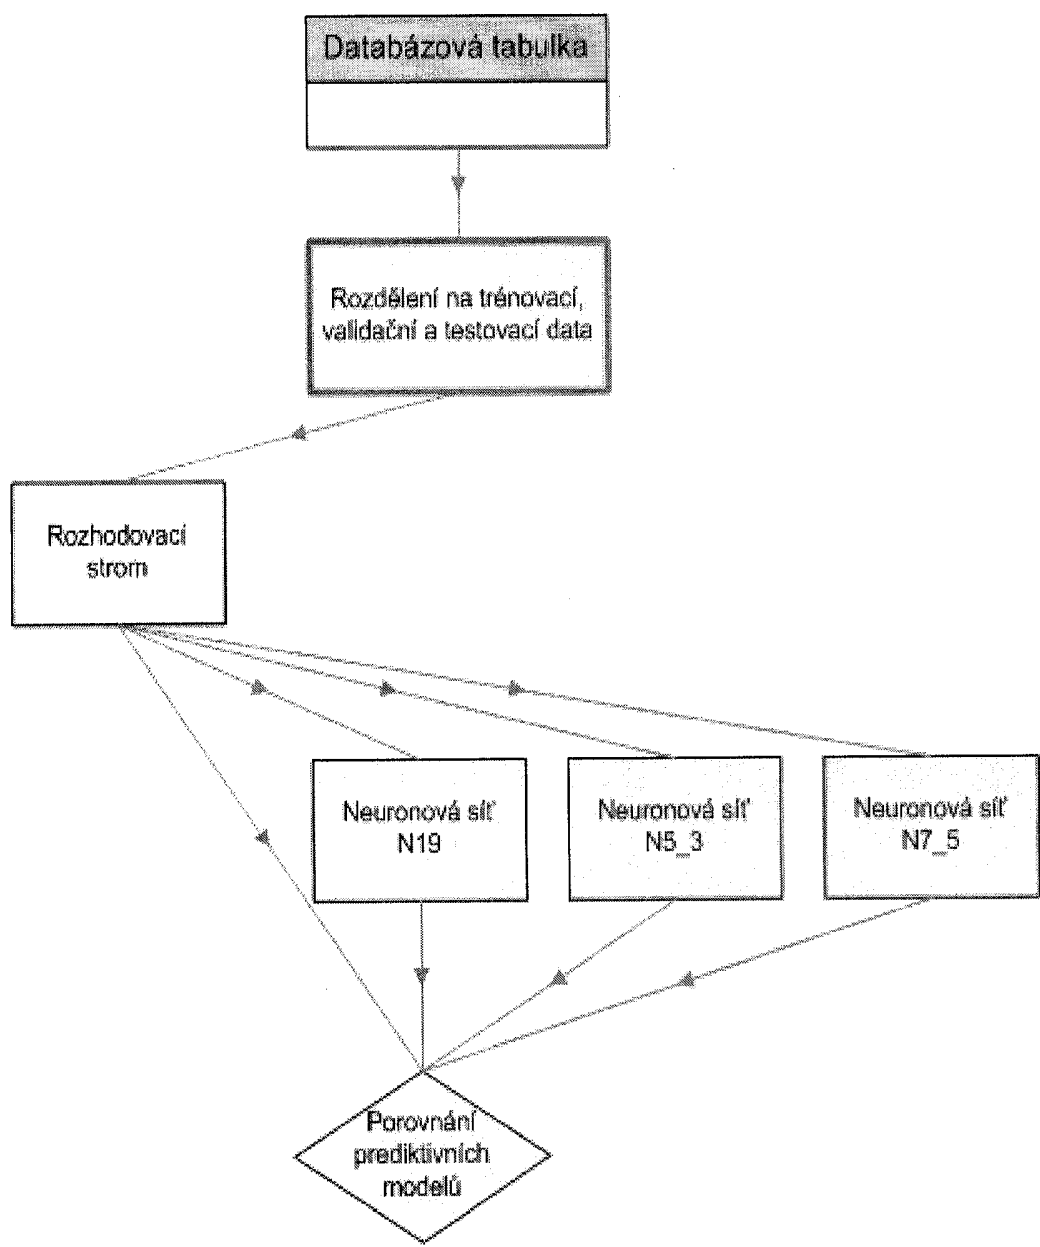 Databázová tabulka
Rozdělení na trénovací,
validační a testovací data
Rozhodovací
strom
Neuronová síť
N19
Neuronová síť
N5_3
Neuronová síť
N7_5
Porovnání
prediktivních
modelů